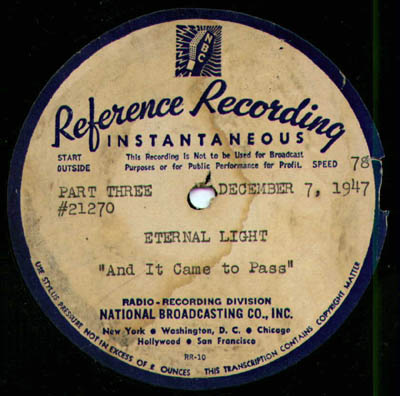 NBC
Reference Recording
INSTANTANEOUS
START OUTSIDE
This Recording Is Not to be Used for Broadcast
Purposes or for Public Performance for Profit.
SPEED 78
PART THREE DECEMBER 7, 1947
#21270
ETERNAL LIGHT
"And It Came to Pass"
RADIO-RECORDING DIVISION
NATIONAL BROADCASTING CO., INC.
New York • Washington, D. C. • Chicago
Hollywood • San Francisco
RR-10
USE STYLUS PRESSURE NOT IN EXCESS OF 2 OUNCES - THIS TRANSCRIPTION CONTAINS COPYRIGHT MATTER